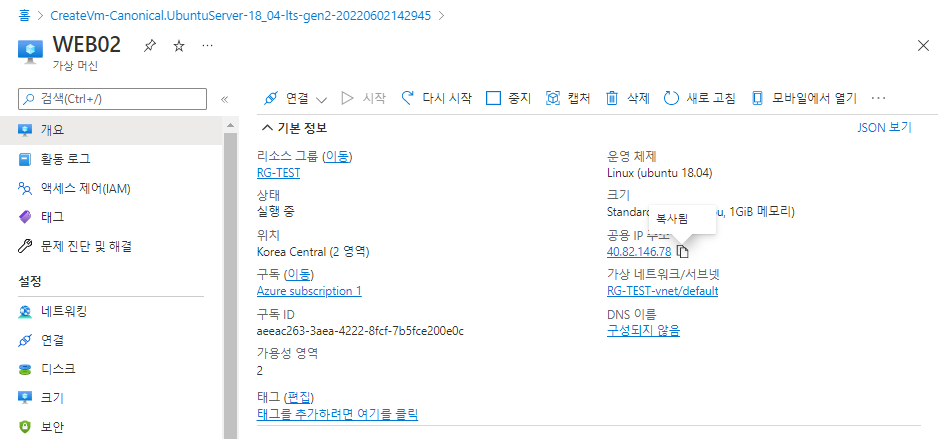 홈 > CreateVm-Canonical.UbuntuServer-18_04-lts-gen2-20220602142945 >
WEB02
가상 머신
검색(Ctrl+/)
연결 시작 다시 시작 중지 캡처 삭제 새로 고침 모바일에서 열기
개요
활동 로그
액세스 제어(IAM)
태그
문제 진단 및 해결
설정
네트워킹
연결
디스크
크기
보안
기본 정보
JSON 보기
리소스 그룹 (이동)
RG-TEST
상태
실행 중
위치
Korea Central (2 영역)
구독 (이동)
Azure subscription 1
구독 ID
aeeac263-3aea-4222-8fcf-7b5fce200e0c
가용성 영역
2
태그 (편집)
태그를 추가하려면 여기를 클릭
운영 체제
Linux (ubuntu 18.04)
크기
Standard 1GiB 메모리)
복사됨
공용 IP
40.82.146.78
가상 네트워크/서브넷
RG-TEST-vnet/default
DNS 이름
구성되지 않음